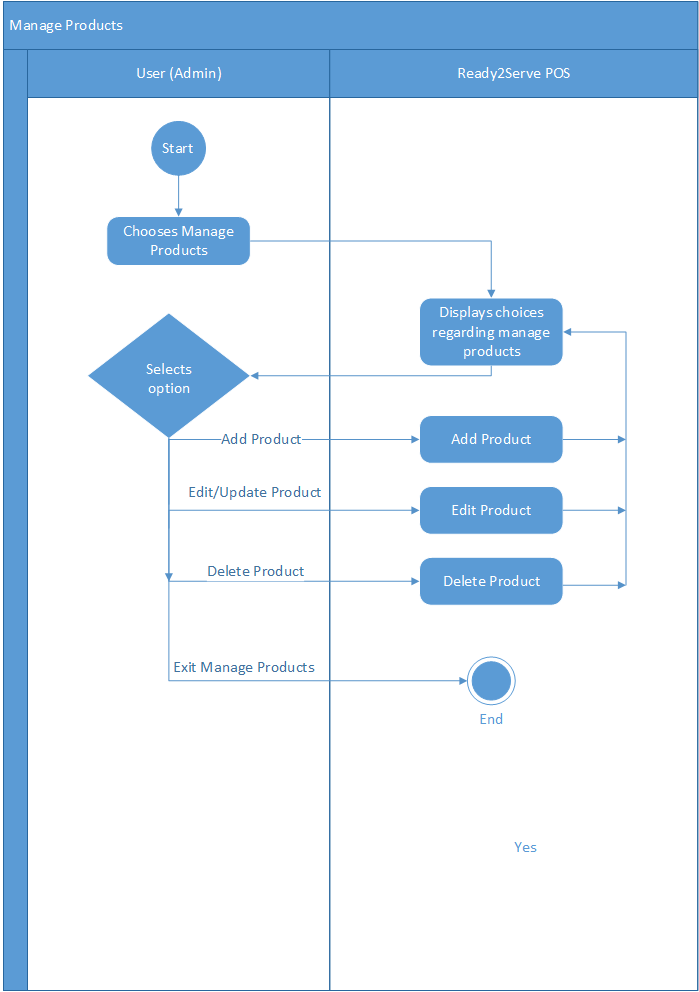 Manage Products
User (Admin)
Ready2Serve POS
Start
Chooses Manage
Products
Displays choices
regarding manage
products
Selects
option
Add Product
Add Product
Edit/Update Product
Edit Product
Delete Product
Delete Product
Exit Manage Products
End
Yes